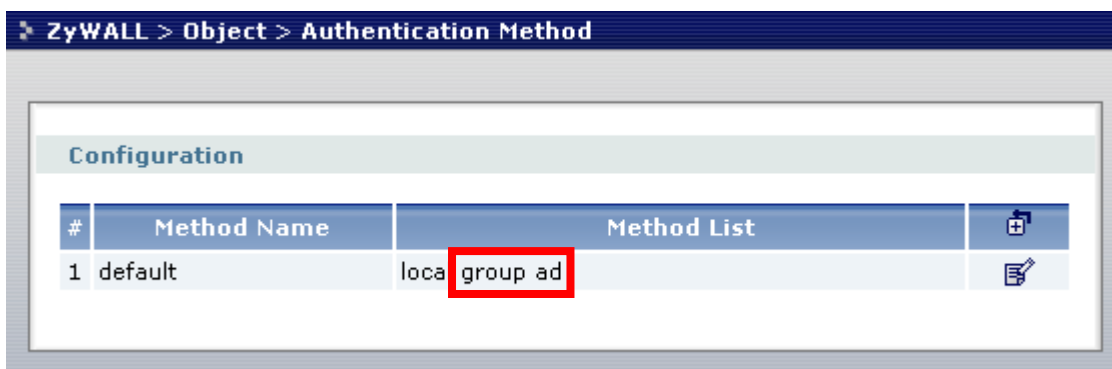 ZyWALL > Object > Authentication Method
Configuration
# Method Name Method List
1 default loca group ad